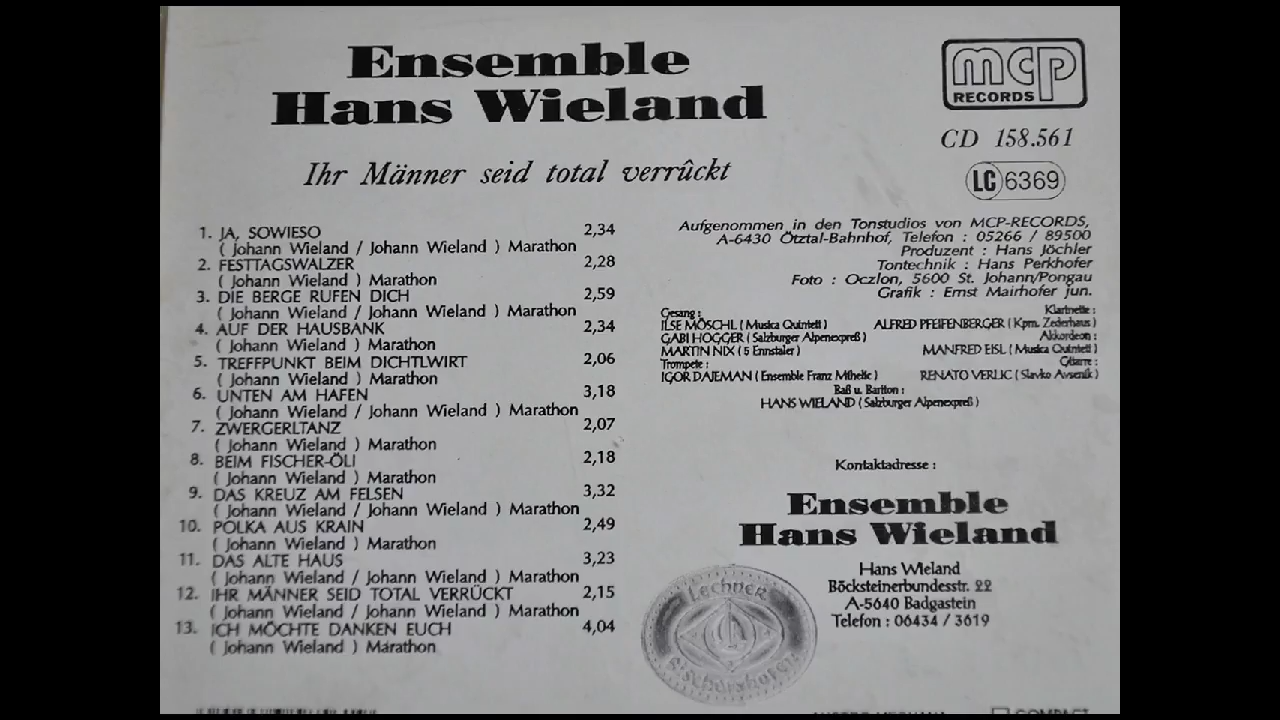 Ensemble
Hans Wieland
Ihr Männer seid total verrûckt
mcp
RECORDS
CD 158.561
LC 6369
1. JA, SOWIESO 2,34
( Johann Wieland / Johann Wieland ) Marathon
2. FESTTAGSWALZER 2,28
( Johann Wieland ) Marathon
3. DIE BERGE RUFEN DICH 2,59
( Johann Wieland / Johann Wieland ) Marathon
4. AUF DER HAUSBANK 2,34
( Johann Wieland ) Marathon
5. TREFFPUNKT BEIM DICHTLWIRT 2,06
( Johann Wieland ) Marathon
6. UNTEN AM HAFEN 3,18
( Johann Wieland / Johann Wieland ) Marathon
7. ZWERGERLTANZ 2,07
( Johann Wieland ) Marathon
8. BEIM FISCHER-ÖLI 2,18
( Johann Wieland ) Marathon
9. DAS KREUZ AM FELSEN 3,32
( Johann Wieland / Johann Wieland ) Marathon
10. POLKA AUS KRAIN 2,49
( Johann Wieland ) Marathon
11. DAS ALTE HAUS 3,23
( Johann Wieland / Johann Wieland ) Marathon
12. IHR MÄNNER SEID TOTAL VERRÜCKT 2,15
( Johann Wieland / Johann Wieland ) Marathon
13. ICH MÖCHTE DANKEN EUCH 4,04
( Johann Wieland ) Marathon
Aufgenommen in den Tonstudios von MCP-RECORDS,
A-6430 Ötztal-Bahnhof, Telefon : 05266 / 89500
Produzent : Hans Jöchler
Tontechnik : Hans Perkhofer
Foto : Oczlon, 5600 St. Johann/Pongau
Grafik : Ernst Mairhofer jun.
Gesang :
ILSE MÖSCHL ( Musica Quintett )
GABI HOGGER ( Salzburger Alpenexpreß )
MARTIN NIX ( 5 Ennstaler )
Trompete :
IGOR DAJEMAN ( Ensemble Franz Mihelic )
Klarinette :
ALFRED PFEIFENBERGER ( Kpm. Zederhaus )
Akkordeon :
MANFRED EISL ( Musica Quintett )
Gitarre :
RENATO VERLIC ( Slavko Avsenik )
Baß u. Bariton :
HANS WIELAND ( Salzburger Alpenexpreß )
Kontaktadresse :
Ensemble
Hans Wieland
Hans Wieland
Böcksteinerbundesstr. 22
A-5640 Badgastein
Telefon : 06434 / 3619
Lechner
Bischofshofen
COMPACT